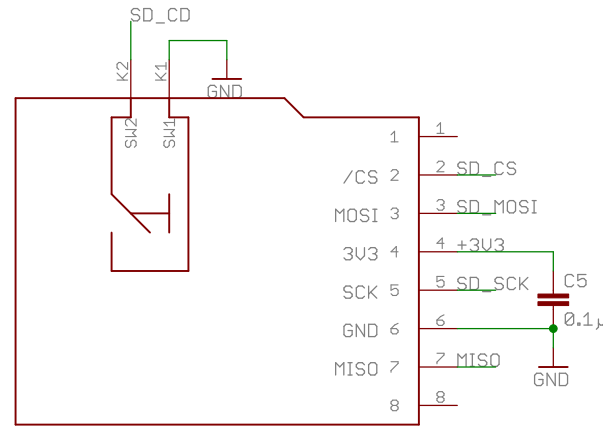 SD_CD
K2 K1
GND
SW2 SW1
1 1
/CS 2 2 SD_CS
MOSI 3 3 SD_MOSI
3V3 4 4 +3V3
SCK 5 5 SD_SCK
C5
GND 6 6
0.1µ
MISO 7 7 MISO
GND
8 8